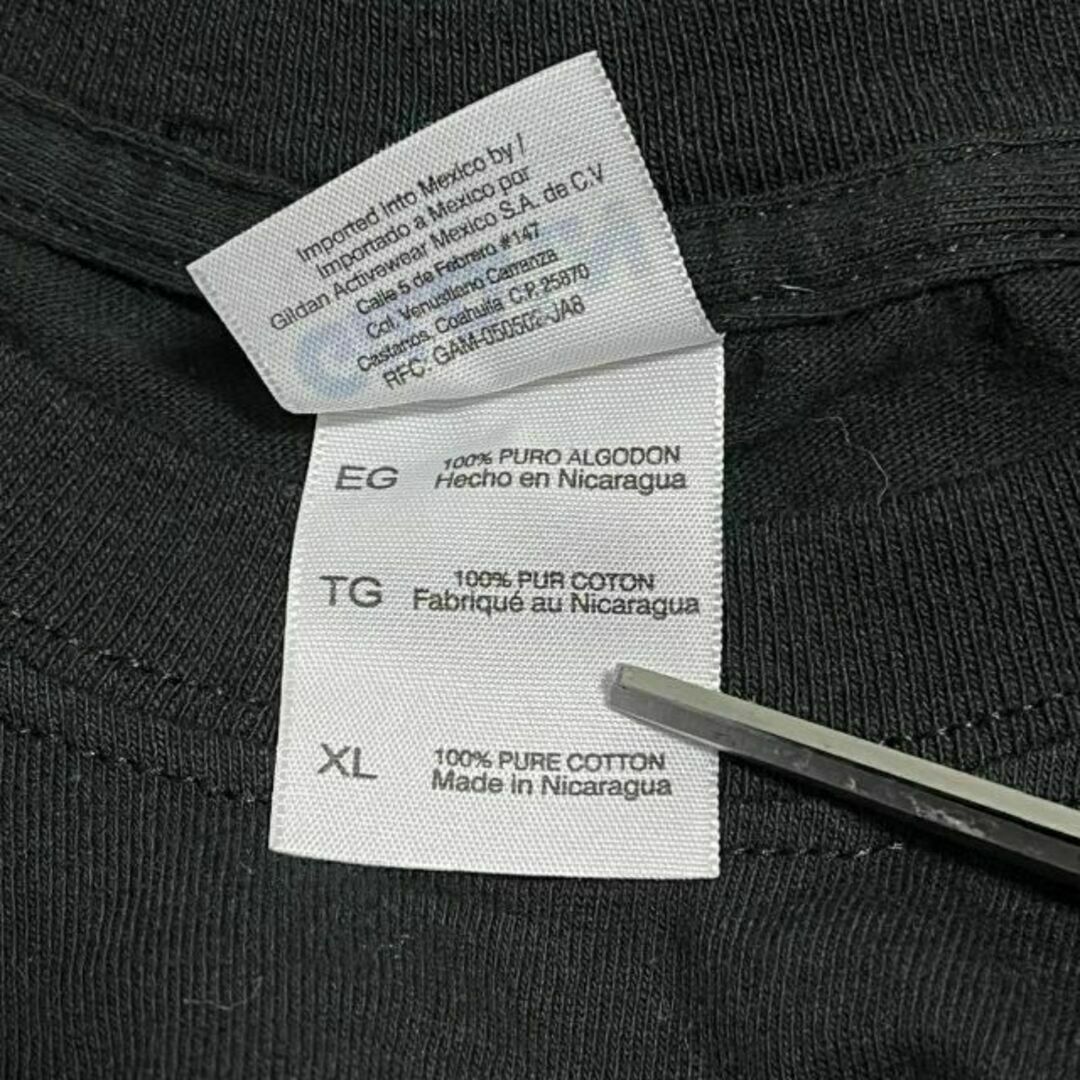 Imported into Mexico by /
Importado a Mexico por
Gildan Activewear Mexico S.A. de C.V
Calle 5 de Febrero #147
Col. Venustiano Carranza
Castanos, Coahuila C.P. 25870
RFC: GAM-050502-JA8
EG 100% PURO ALGODON
Hecho en Nicaragua
TG 100% PUR COTON
Fabriqué au Nicaragua
XL 100% PURE COTTON
Made in Nicaragua